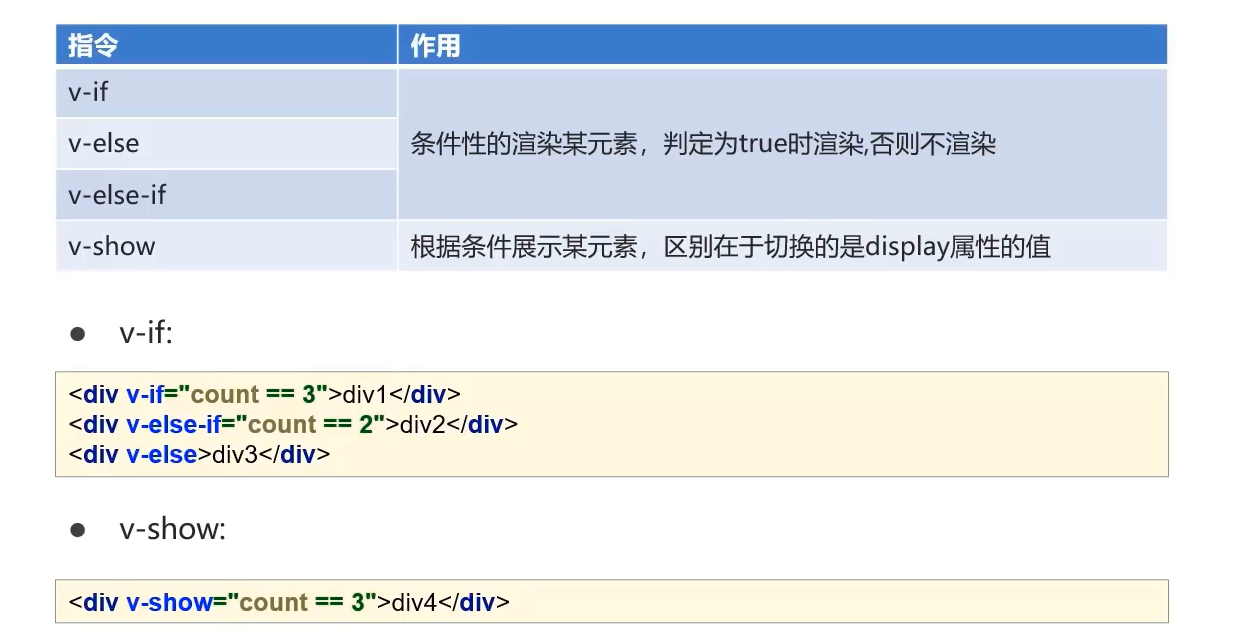 指令 作用
v-if
v-else 条件性的渲染某元素，判定为true时渲染,否则不渲染
v-else-if
v-show 根据条件展示某元素，区别在于切换的是display属性的值
● v-if:
<div v-if="count == 3">div1</div>
<div v-else-if="count == 2">div2</div>
<div v-else>div3</div>
● v-show:
<div v-show="count == 3">div4</div>